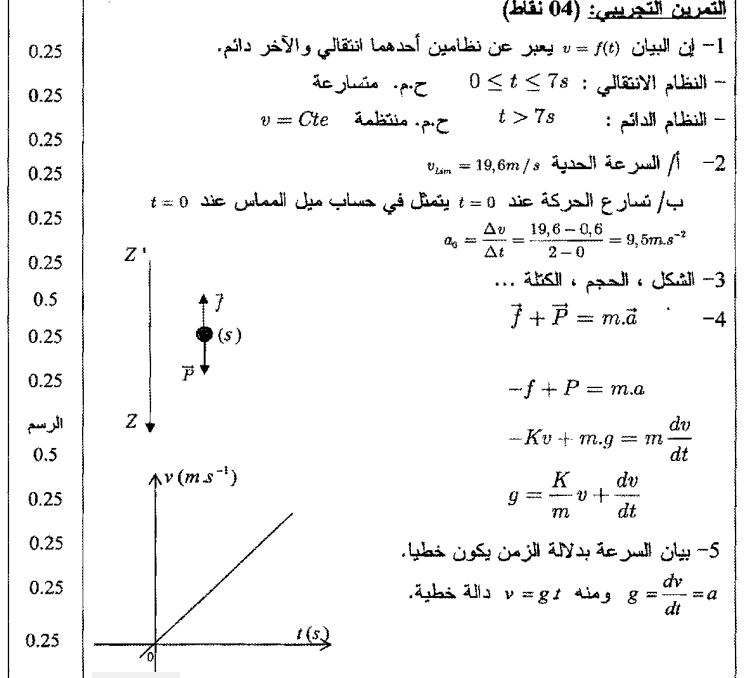 التمرين التجريبي: (04 نقاط)
0.25
1- إن البيان v = f(t) يعبر عن نظامين أحدهما انتقالي والآخر دائم.
0.25
- النظام الانتقالي : 0 ≤ t ≤ 7s ح.م. متسارعة
0.25
- النظام الدائم : t > 7s ح.م. منتظمة v = Cte
0.25
2- أ/ السرعة الحدية v_lim = 19,6m/s
0.25
ب/ تسارع الحركة عند t = 0 يتمثل في حساب ميل المماس عند t = 0
a₀ = Δv/Δt = (19,6 − 0,6)/(2 − 0) = 9,5m.s⁻²
0.25
3- الشكل ، الحجم ، الكتلة ...
0.5
4- f⃗ + P⃗ = m.a⃗
0.25
0.25
−f + P = m.a
الرسم
−Kv + m.g = m dv/dt
0.5
g = K/m v + dv/dt
0.25
0.25
5- بيان السرعة بدلالة الزمن يكون خطيا.
0.25
g = dv/dt = a ومنه v = g.t دالة خطية.
0.25
Z'
f⃗
(s)
P⃗
Z
v (m.s⁻¹)
t(s)
0